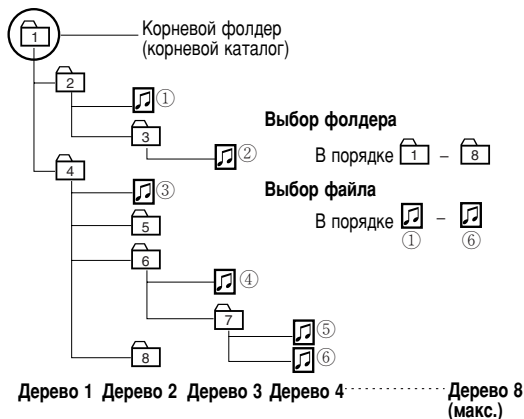 1 Корневой фолдер
(корневой каталог)
2
①
3 Выбор фолдера
② В порядке 1 – 8
4
③ Выбор файла
5 В порядке –
① ⑥
6
④
7
⑤
⑥
8
Дерево 1 Дерево 2 Дерево 3 Дерево 4 Дерево 8
(макс.)